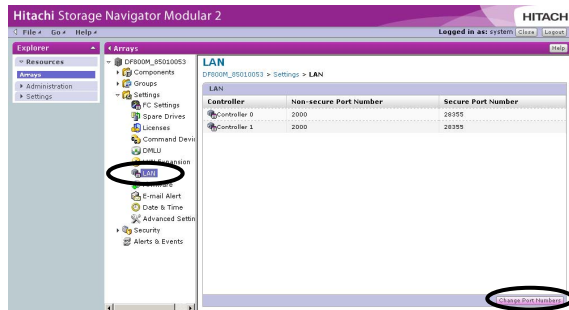 Hitachi Storage Navigator Modular 2
HITACH
File Go Help
Logged in as: system Close Logout
Explorer
Arrays
Help
Resources
Arrays
Administration
Settings
DF800M_85010053
Components
Groups
Settings
FC Settings
Spare Drives
Licenses
Command Devic
DMLU
LUN Expansion
LAN
Firmware
E-mail Alert
Date & Time
Advanced Settin
Security
Alerts & Events
LAN
DF800M_85010053 > Settings > LAN
LAN
Controller Non-secure Port Number Secure Port Number
Controller 0 2000 28355
Controller 1 2000 28355
Change Port Numbers